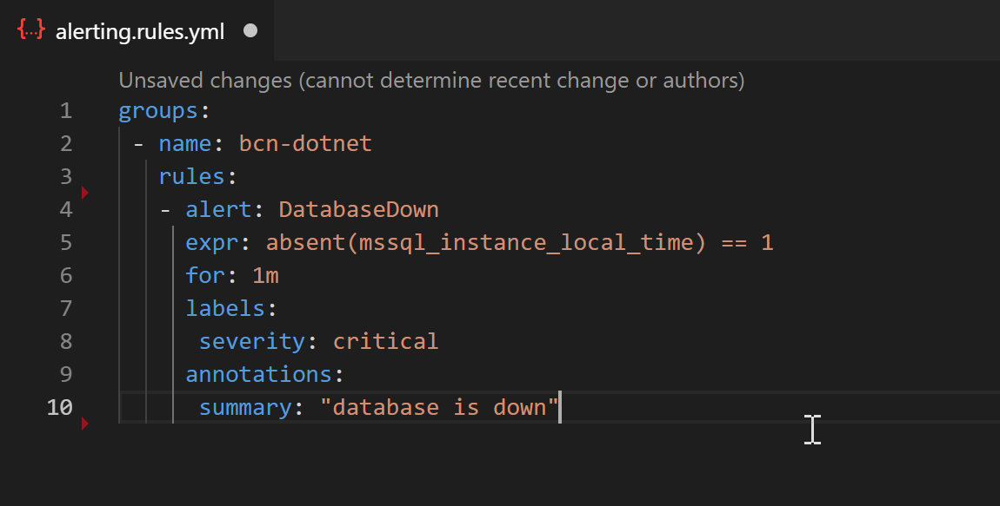 {...} alerting.rules.yml
Unsaved changes (cannot determine recent change or authors)
1 groups:
2 - name: bcn-dotnet
3 rules:
4 - alert: DatabaseDown
5 expr: absent(mssql_instance_local_time) == 1
6 for: 1m
7 labels:
8 severity: critical
9 annotations:
10 summary: "database is down"